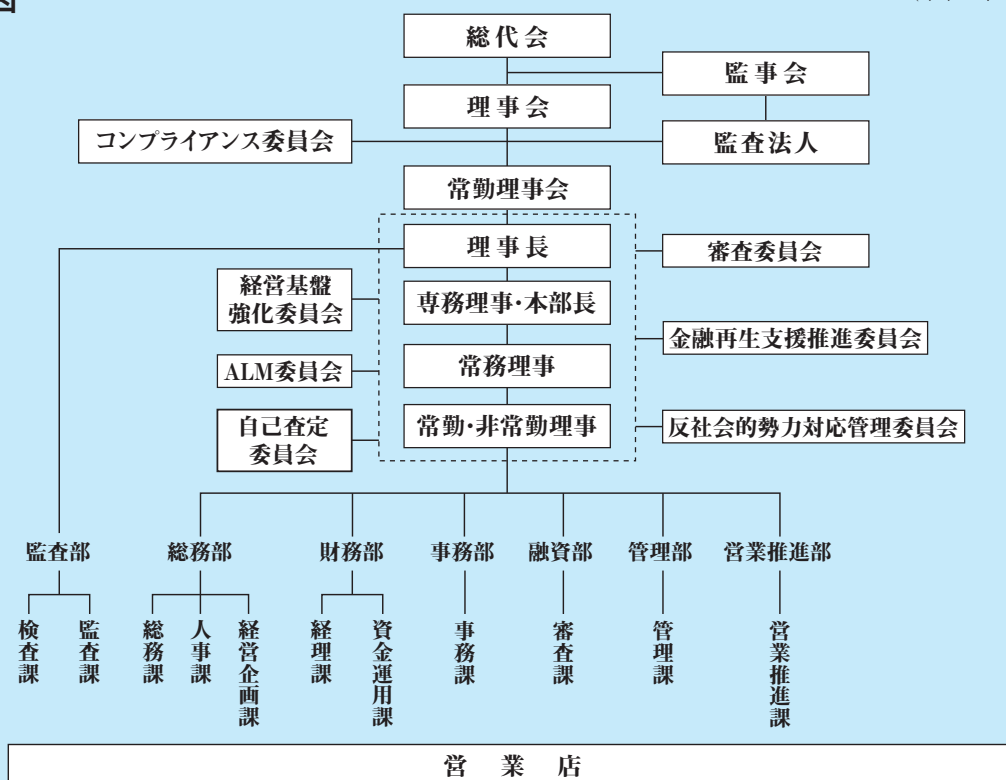 図
総代会
監事会
理事会
コンプライアンス委員会
監査法人
常勤理事会
理事長
審査委員会
経営基盤
強化委員会
専務理事・本部長
金融再生支援推進委員会
ALM委員会
常務理事
自己査定
委員会
常勤・非常勤理事
反社会的勢力対応管理委員会
監査部
総務部
財務部
事務部
融資部
管理部
営業推進部
検査課
監査課
総務課
人事課
経営企画課
経理課
資金運用課
事務課
審査課
管理課
営業推進課
営業店